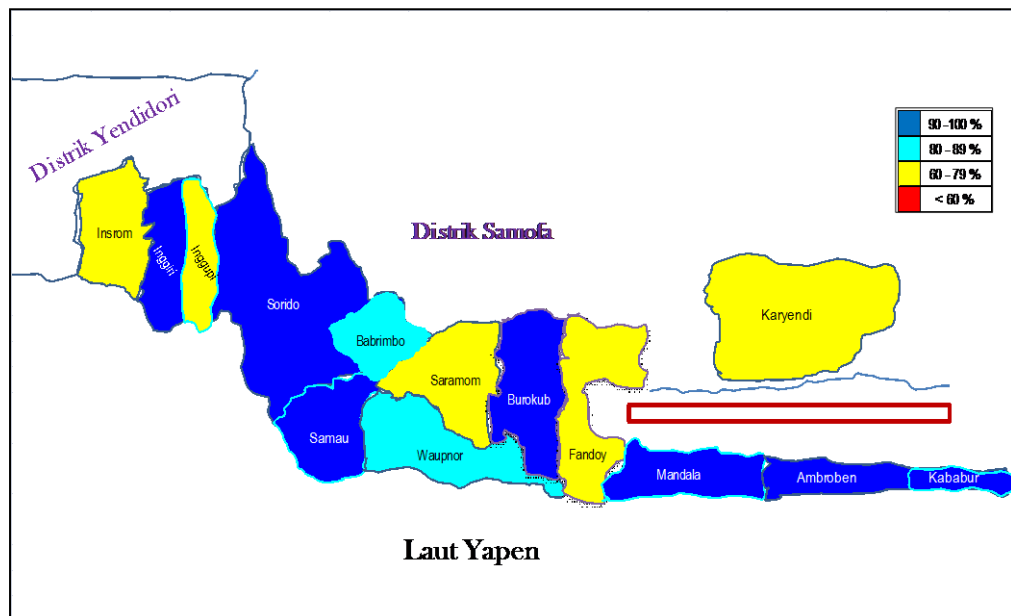 Distrik Yendidori
90 -100 %
80 - 89 %
60 - 79 %
< 60 %
Distrik Samofa
Insrom
Inggiri
Inggupi
Sorido
Karyendi
Babrimbo
Saramom
Burokub
Samau
Waupnor
Fandoy
Mandala
Ambroben
Kababur
Laut Yapen